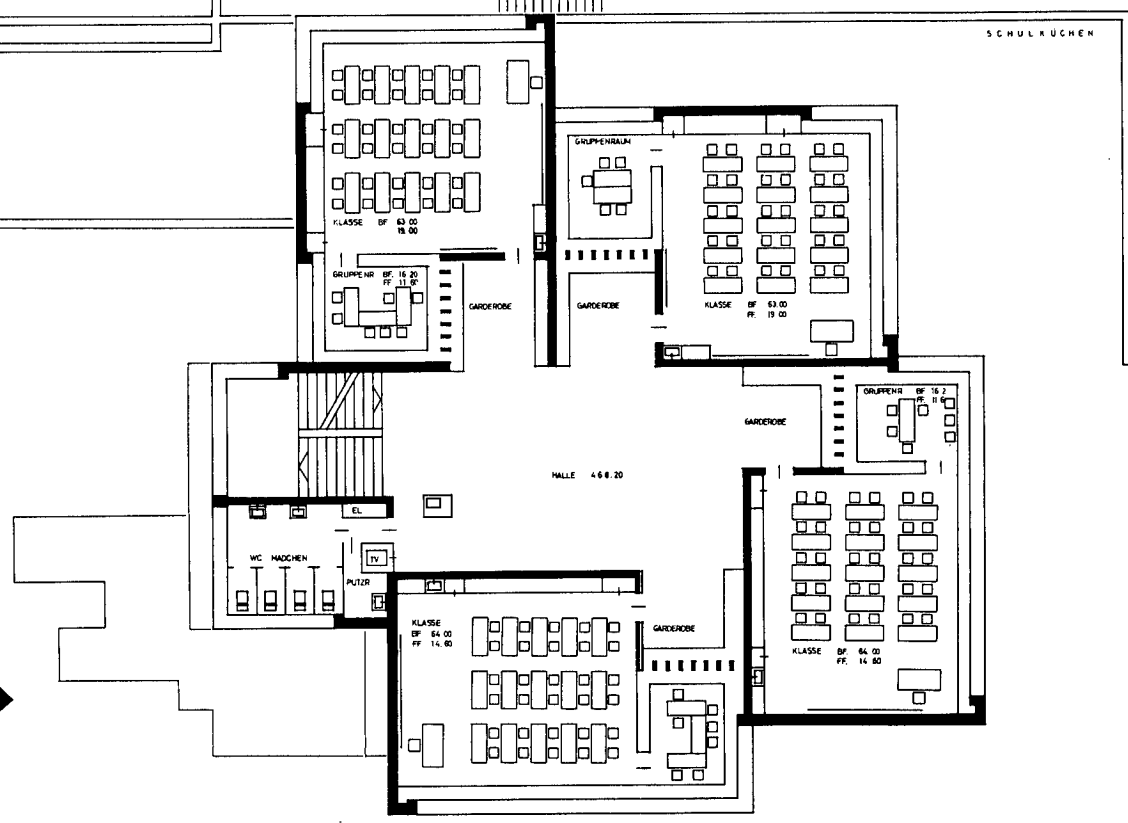 SCHULKÜCHEN
GRUPPENRAUM
KLASSE BF 63 00
19. 00
GRUPPENR BF. 16 20
FF 11 60
GARDEROBE
GARDEROBE
KLASSE BF 63.00
FF. 19 00
GRUPPENR BF 16 2
FF. 11 6
GARDEROBE
HALLE 468.20
EL
WC MÄDCHEN
TV
PUTZR
KLASSE
BF 64 00
FF 14. 60
GARDEROBE
KLASSE BF. 64 00
FF. 14 60